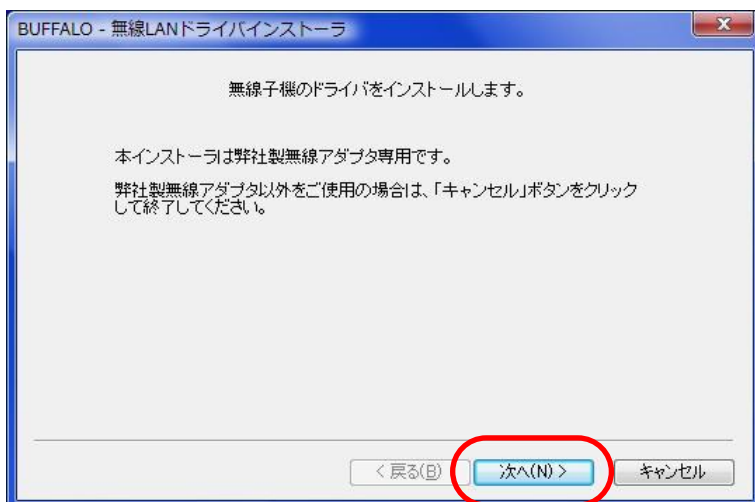 BUFFALO - 無線LANドライバインストーラ
無線子機のドライバをインストールします。
本インストーラは弊社製無線アダプタ専用です。
弊社製無線アダプタ以外をご使用の場合は、「キャンセル」ボタンをクリック
して終了してください。
< 戻る(B) 次へ(N) > キャンセル